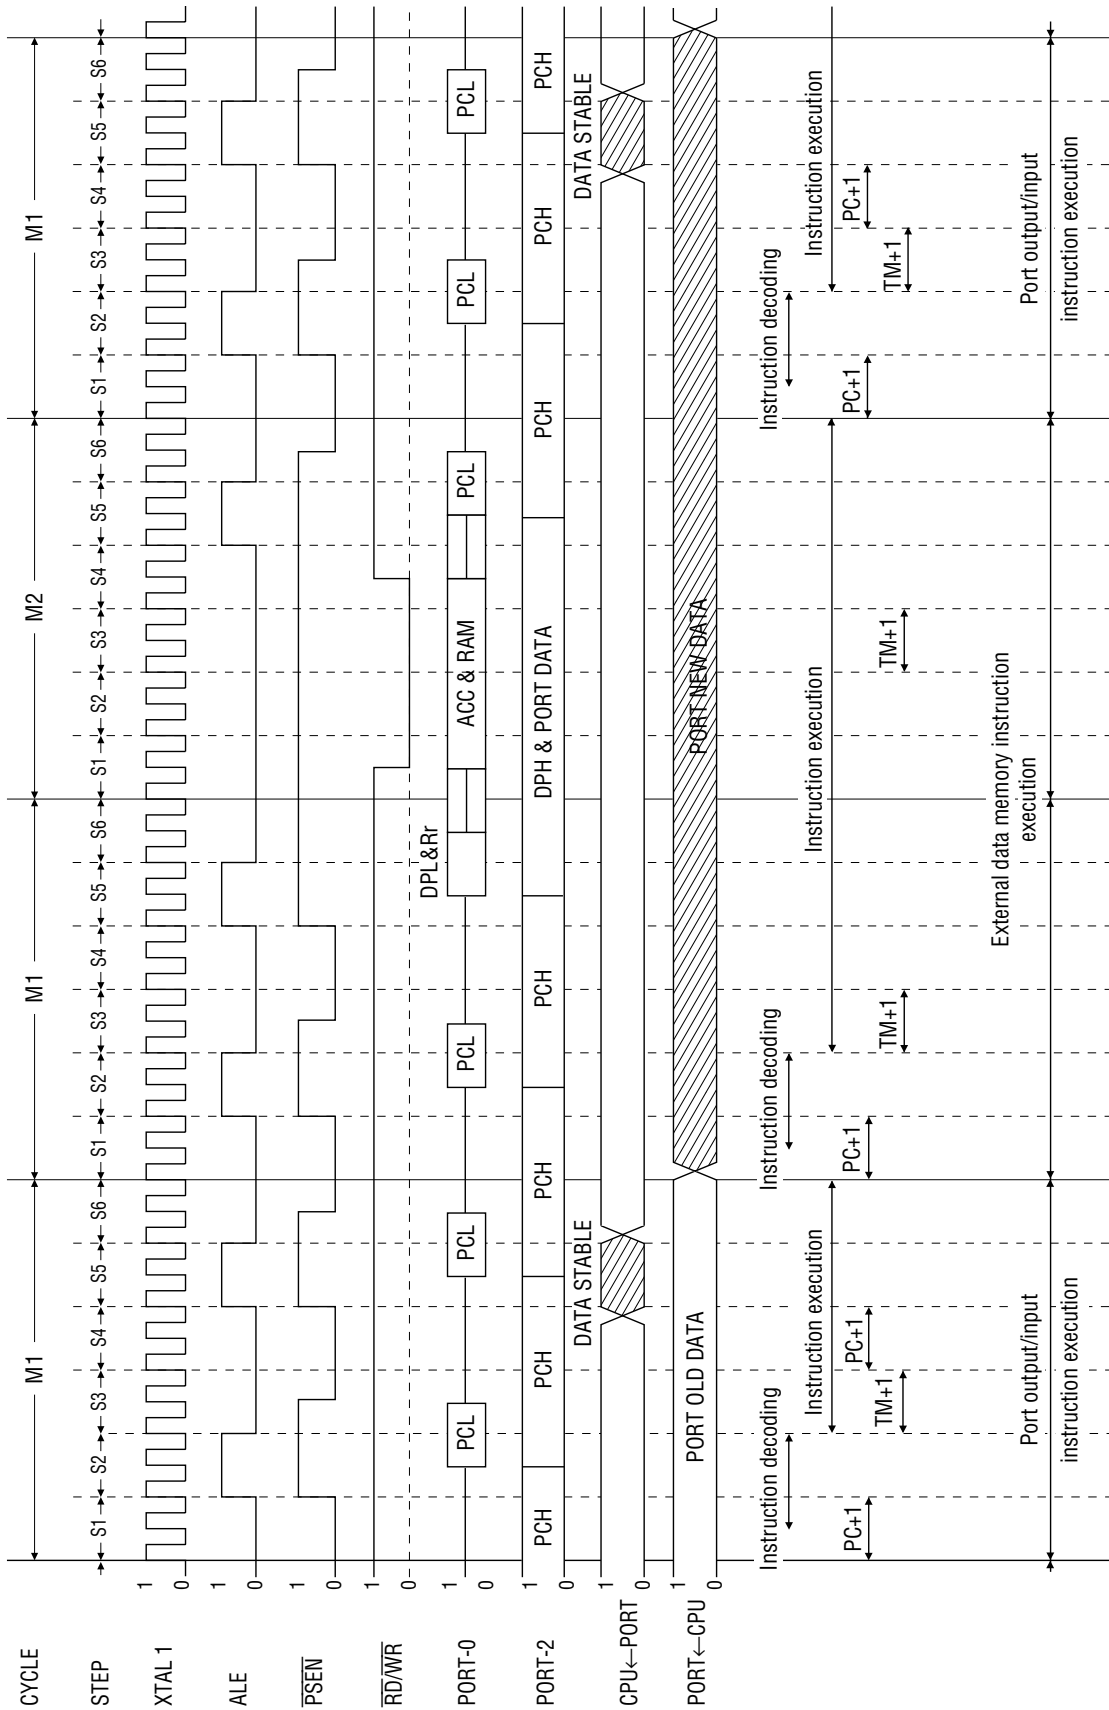 CYCLE
M1
M1
M2
M1
STEP
S1 S2 S3 S4 S5 S6 S1 S2 S3 S4 S5 S6 S1 S2 S3 S4 S5 S6 S1 S2 S3 S4 S5 S6
XTAL 1
1
0
ALE
1
0
PSEN
1
0
RD/WR
1
0
DPL&Rr
PORT-0
1
0
PCL
PCL
PCL
ACC & RAM
PCL
PCL
PCL
PORT-2
1
0
PCH
PCH
PCH
PCH
DPH & PORT DATA
PCH
PCH
PCH
DATA STABLE
DATA STABLE
CPU←PORT
1
0
PORT←CPU
1
0
PORT OLD DATA
PORT NEW DATA
Instruction decoding
Instruction decoding
Instruction decoding
Instruction execution
Instruction execution
Instruction execution
PC+1
PC+1
PC+1
PC+1
PC+1
TM+1
TM+1
TM+1
TM+1
Port output/input
instruction execution
External data memory instruction
execution
Port output/input
instruction execution